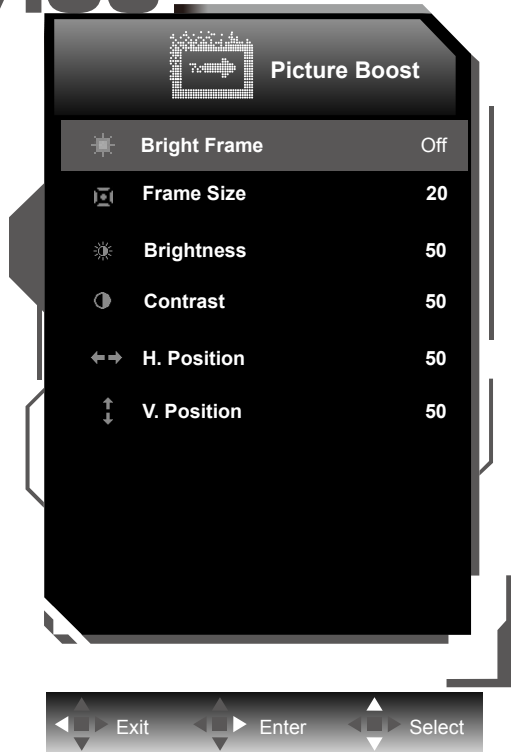 Picture Boost
Bright Frame Off
Frame Size 20
Brightness 50
Contrast 50
H. Position 50
V. Position 50
Exit Enter Select